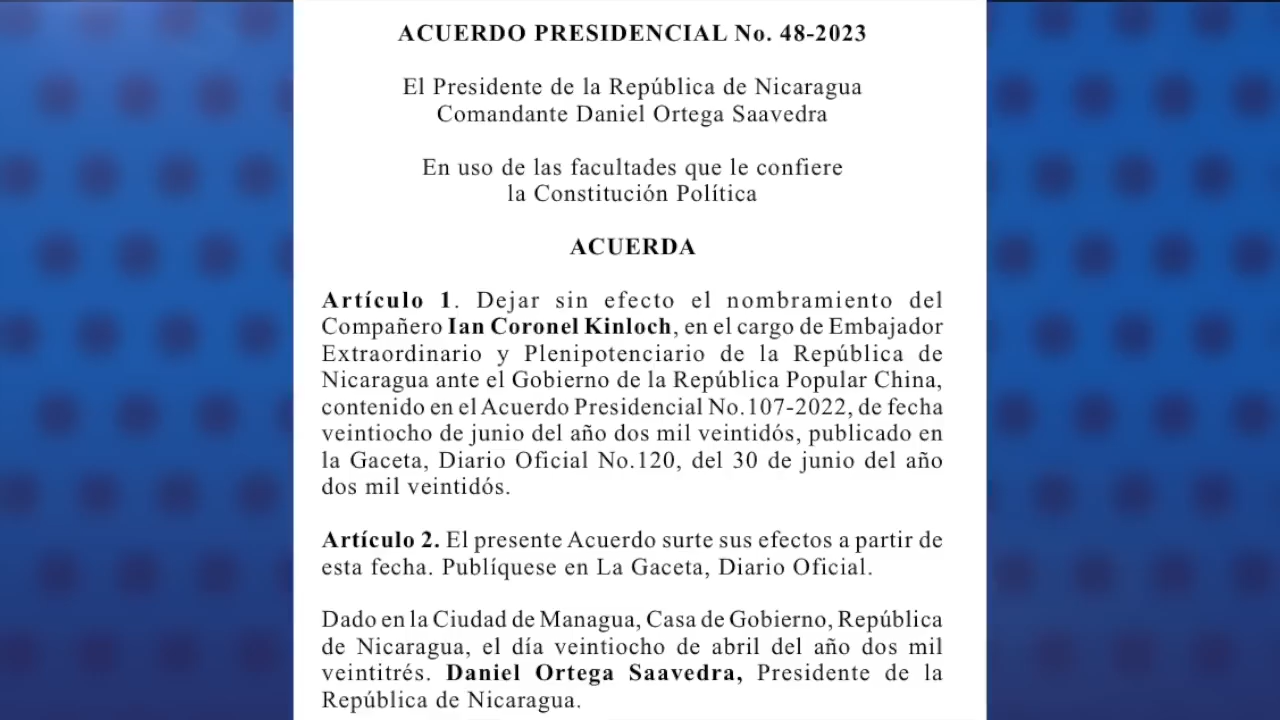 ACUERDO PRESIDENCIAL No. 48-2023
El Presidente de la República de Nicaragua
Comandante Daniel Ortega Saavedra
En uso de las facultades que le confiere
la Constitución Política
ACUERDA
Artículo 1. Dejar sin efecto el nombramiento del
Compañero Ian Coronel Kinloch, en el cargo de Embajador
Extraordinario y Plenipotenciario de la República de
Nicaragua ante el Gobierno de la República Popular China,
contenido en el Acuerdo Presidencial No.107-2022, de fecha
veintiocho de junio del año dos mil veintidós, publicado en
la Gaceta, Diario Oficial No.120, del 30 de junio del año
dos mil veintidós.
Artículo 2. El presente Acuerdo surte sus efectos a partir de
esta fecha. Publíquese en La Gaceta, Diario Oficial.
Dado en la Ciudad de Managua, Casa de Gobierno, República
de Nicaragua, el día veintiocho de abril del año dos mil
veintitrés. Daniel Ortega Saavedra, Presidente de la
República de Nicaragua.